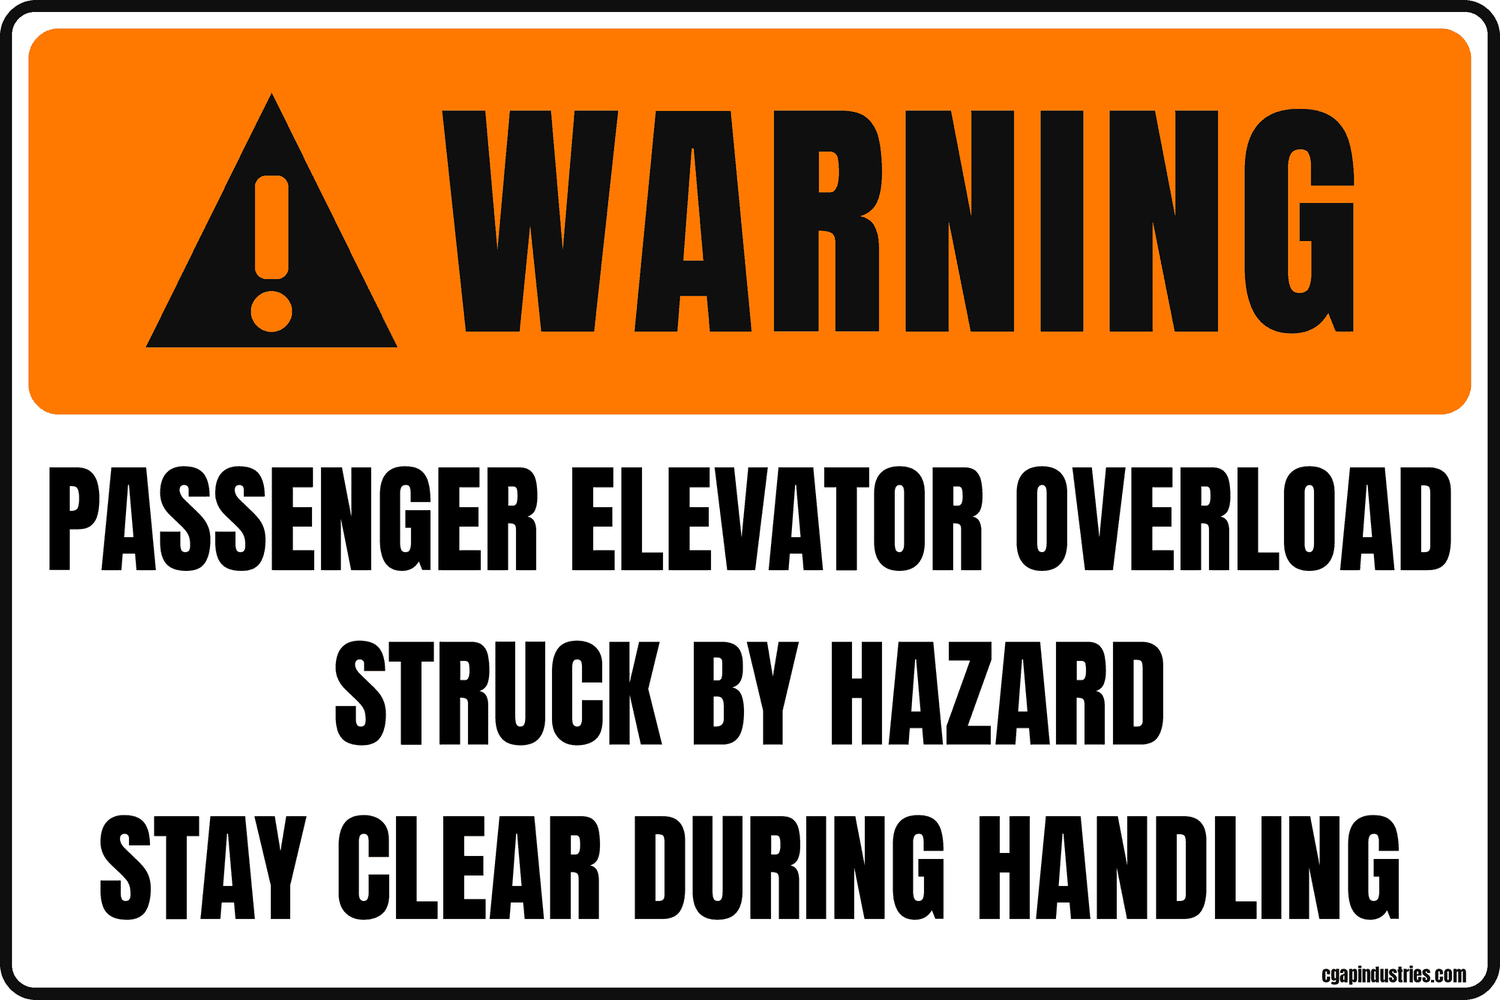 WARNING
PASSENGER ELEVATOR OVERLOAD
STRUCK BY HAZARD
STAY CLEAR DURING HANDLING
cgapindustries.com